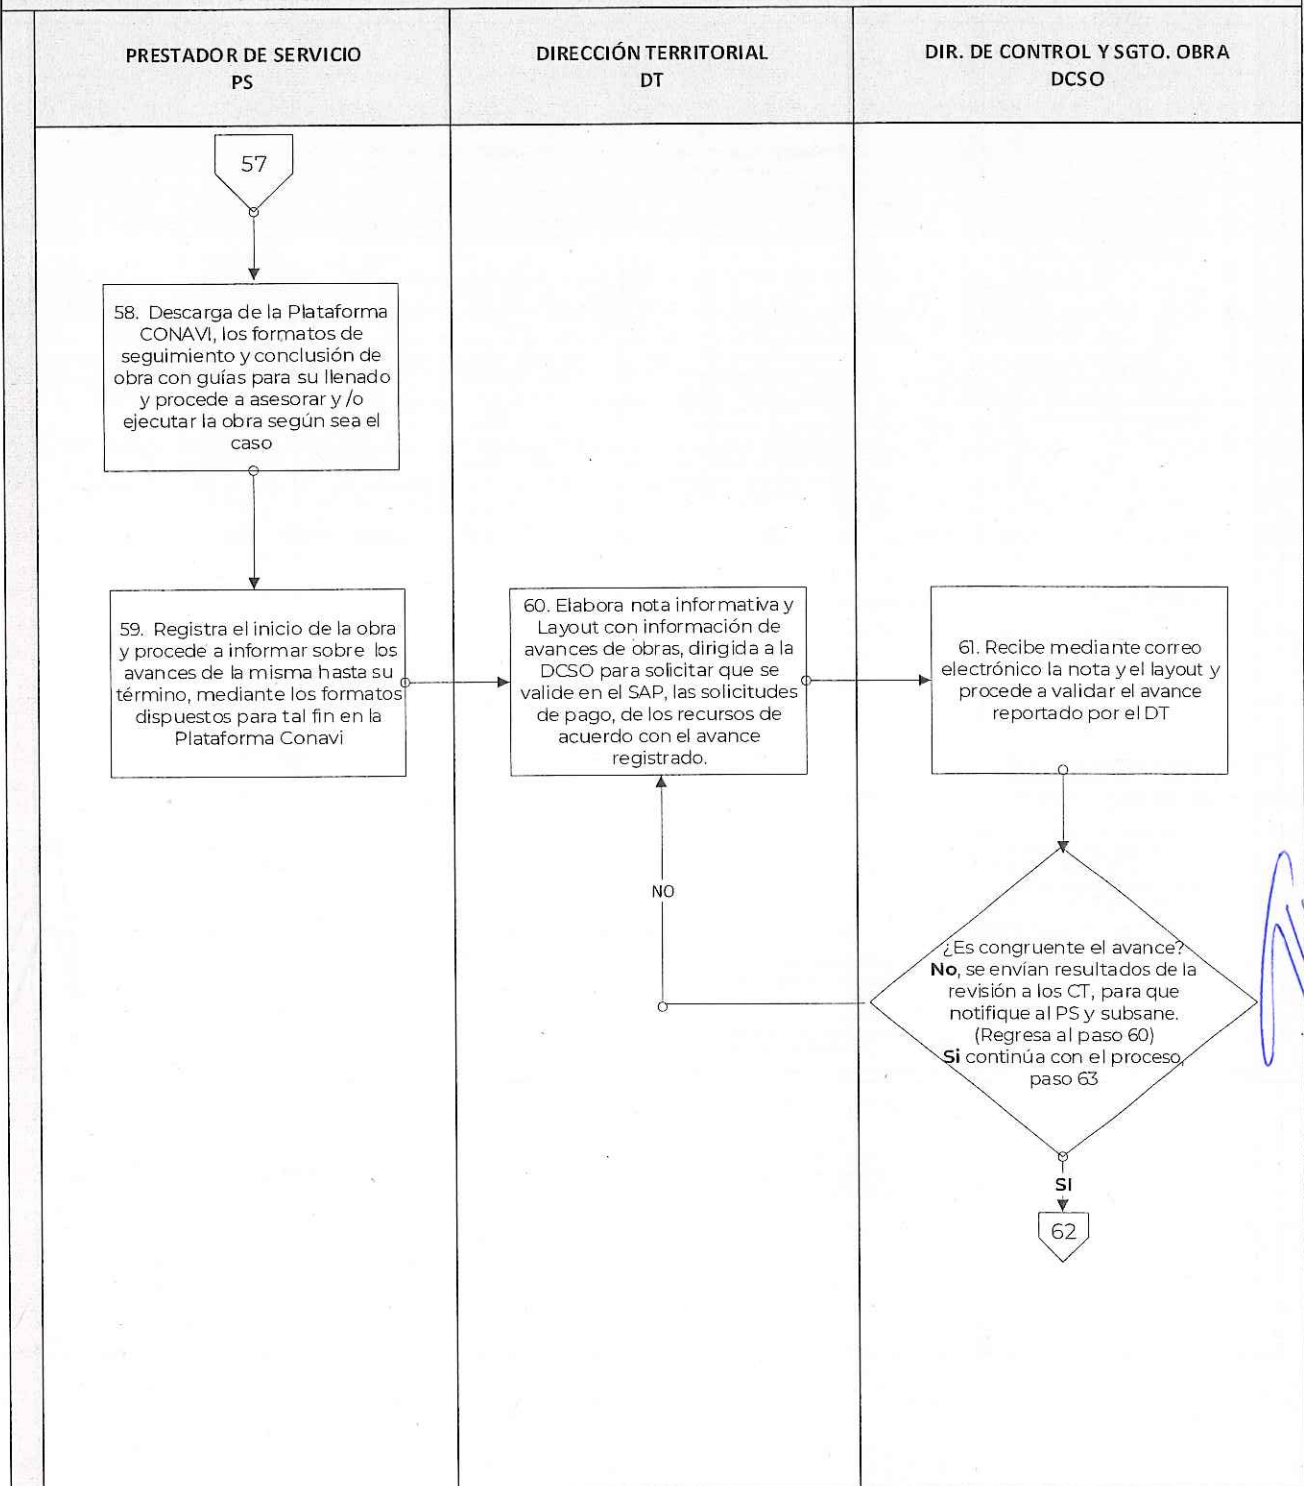 PRESTADOR DE SERVICIO
PS
DIRECCIÓN TERRITORIAL
DT
DIR. DE CONTROL Y SGTO. OBRA
DCSO
57
58. Descarga de la Plataforma
CONAVI, los formatos de
seguimiento y conclusión de
obra con guías para su llenado
y procede a asesorar y /o
ejecutar la obra según sea el
caso
59. Registra el inicio de la obra
y procede a informar sobre los
avances de la misma hasta su
término, mediante los formatos
dispuestos para tal fin en la
Plataforma Conavi
60. Elabora nota informativa y
Layout con información de
avances de obras, dirigida a la
DCSO para solicitar que se
valide en el SAP, las solicitudes
de pago, de los recursos de
acuerdo con el avance
registrado.
61. Recibe mediante correo
electrónico la nota y el layout y
procede a validar el avance
reportado por el DT
NO
¿Es congruente el avance?
No, se envían resultados de la
revisión a los CT, para que
notifique al PS y subsane.
(Regresa al paso 60)
Si continúa con el proceso,
paso 63
SI
62